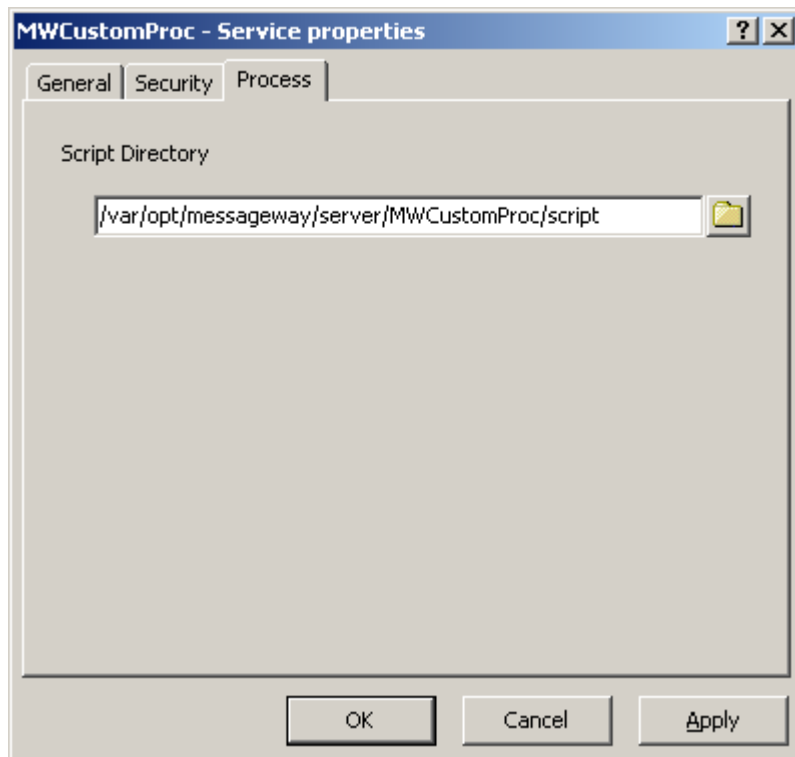 MWCustomProc - Service properties
General Security Process
Script Directory
/var/opt/messageway/server/MWCustomProc/script
OK Cancel Apply